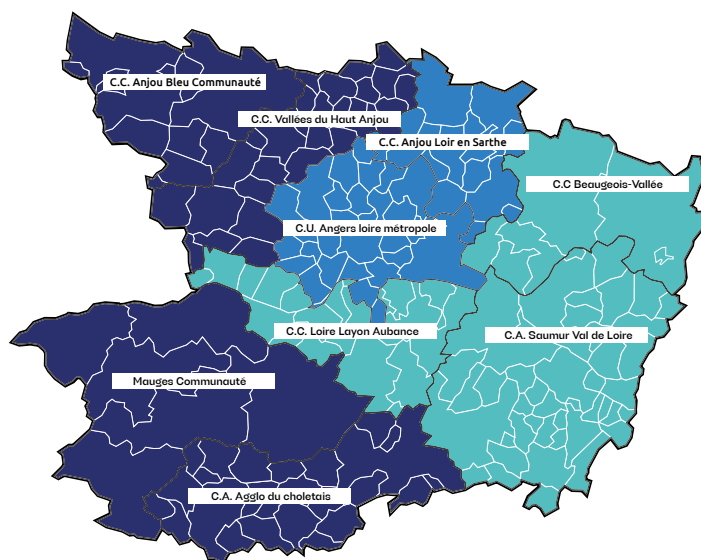 C.C. Anjou Bleu Communauté
C.C. Vallées du Haut Anjou
C.C. Anjou Loir en Sarthe
C.C Beaugeois-Vallée
C.U. Angers loire métropole
C.C. Loire Layon Aubance
C.A. Saumur Val de Loire
Mauges Communauté
C.A. Agglo du choletais